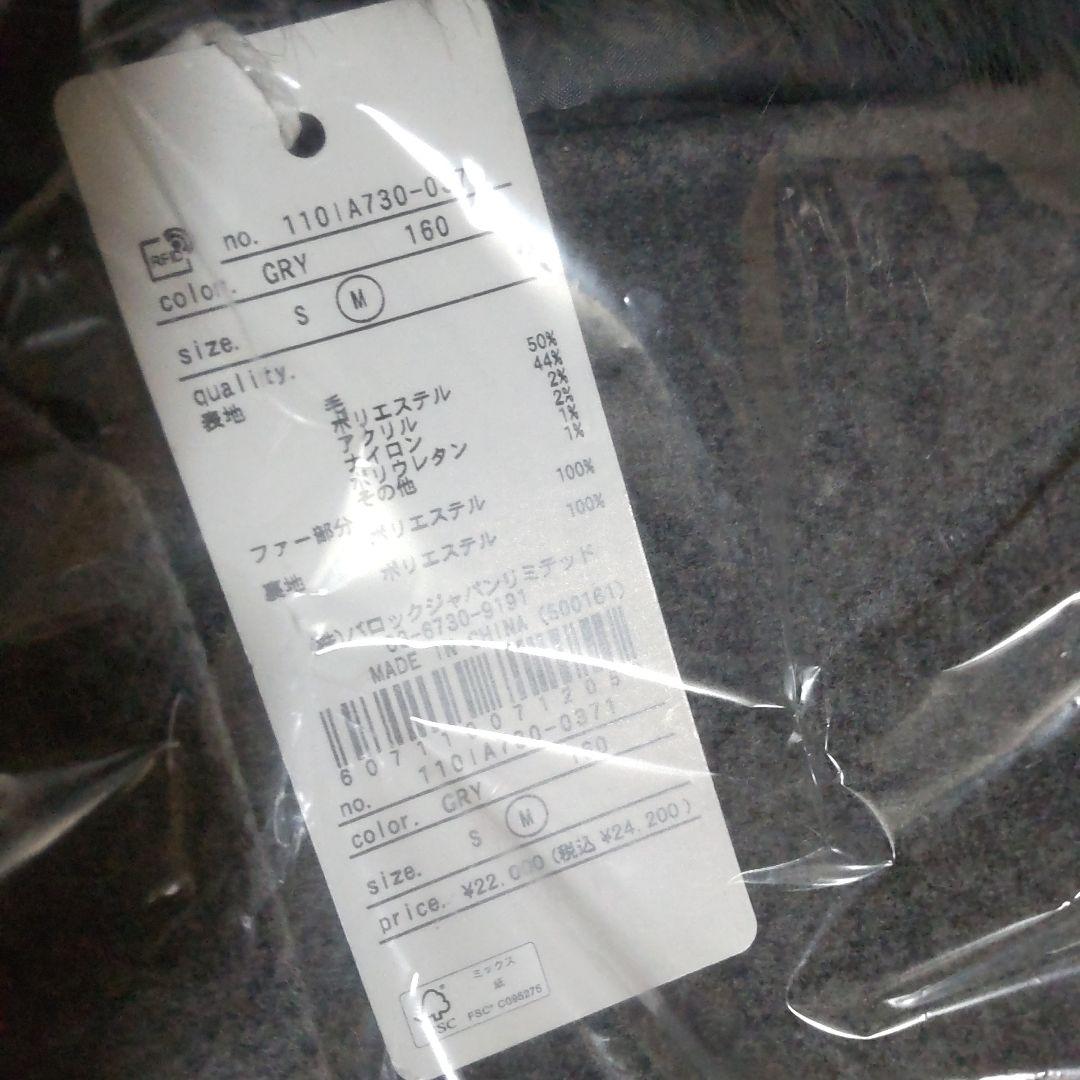 RFID
no. 110IA730-037
color. GRY 160
size. S M
quality.
表地 毛 50%
ポリエステル 44%
アクリル 2%
ナイロン 2%
ポリウレタン 1%
その他 1%
ファー部分 ポリエステル 100%
裏地 ポリエステル 100%
㈱バロックジャパンリミテッド
03-6730-9191
MADE IN CHINA (500161)
no. 110IA730-0371
color. GRY 160
size. S M
price. ¥22,000 (税込 ¥24,200)
ミックス
紙
FSC FSC® C095275